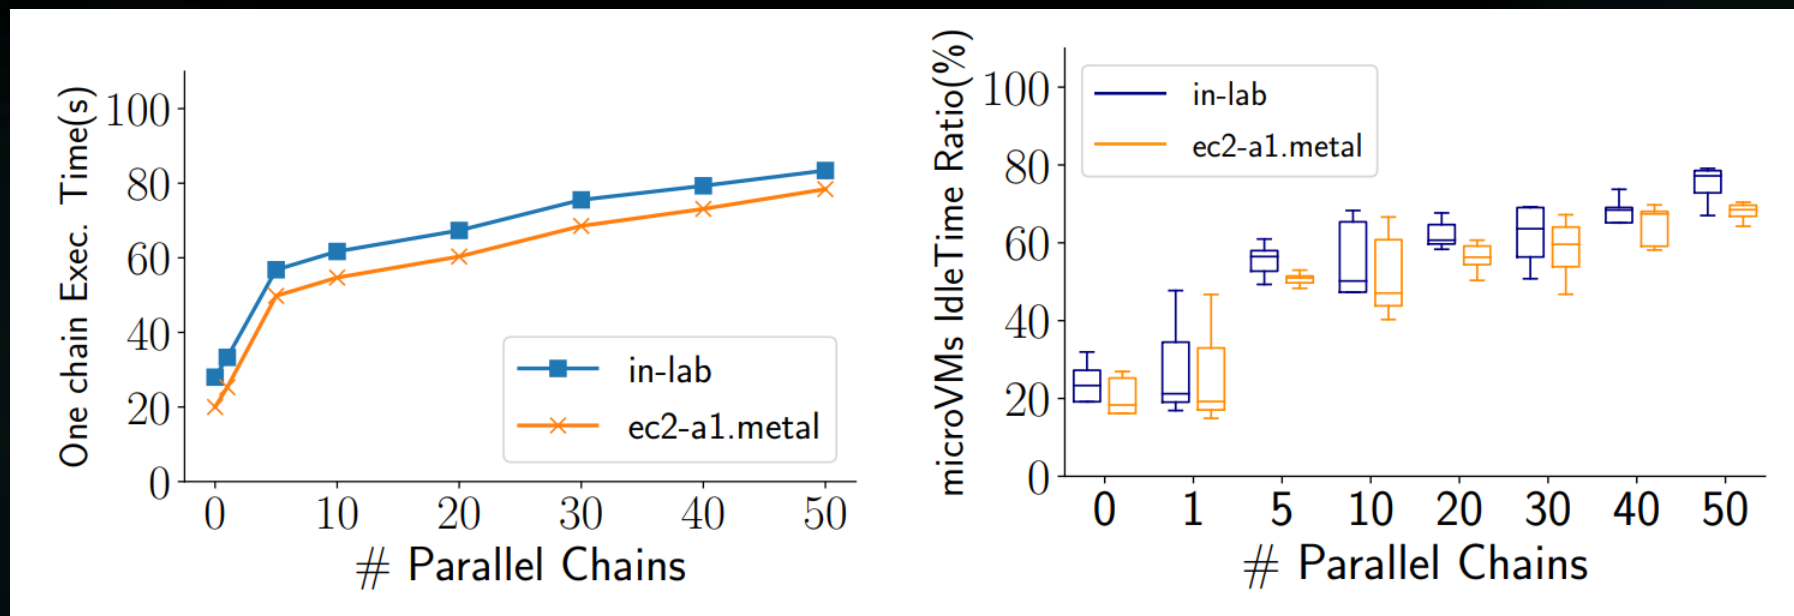 One chain Exec. Time(s)
100
80
60
40
20
0
in-lab
ec2-a1.metal
0 10 20 30 40 50
# Parallel Chains
microVMs IdleTime Ratio(%)
100
80
60
40
20
0
in-lab
ec2-a1.metal
0 1 5 10 20 30 40 50
# Parallel Chains